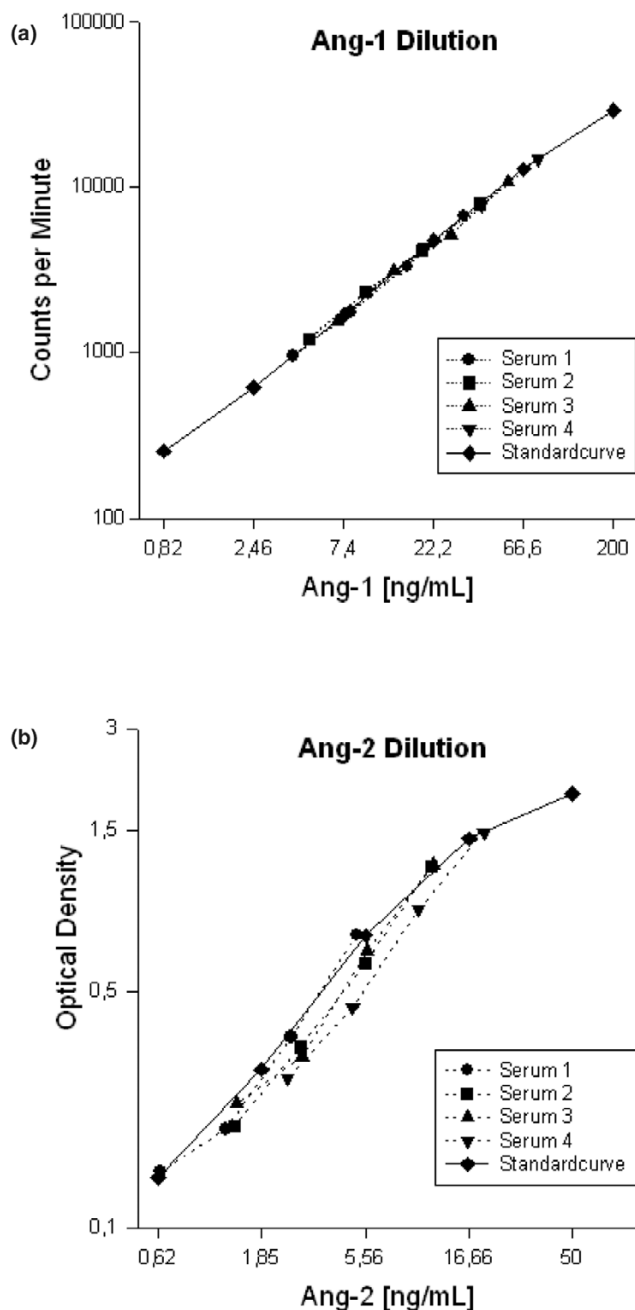 (a)
Ang-1 Dilution
100000
10000
1000
100
Counts per Minute
Serum 1
Serum 2
Serum 3
Serum 4
Standardcurve
0,82 2,46 7,4 22,2 66,6 200
Ang-1 [ng/mL]
(b)
Ang-2 Dilution
3
1,5
0,5
0,1
Optical Density
Serum 1
Serum 2
Serum 3
Serum 4
Standardcurve
0,62 1,85 5,56 16,66 50
Ang-2 [ng/mL]